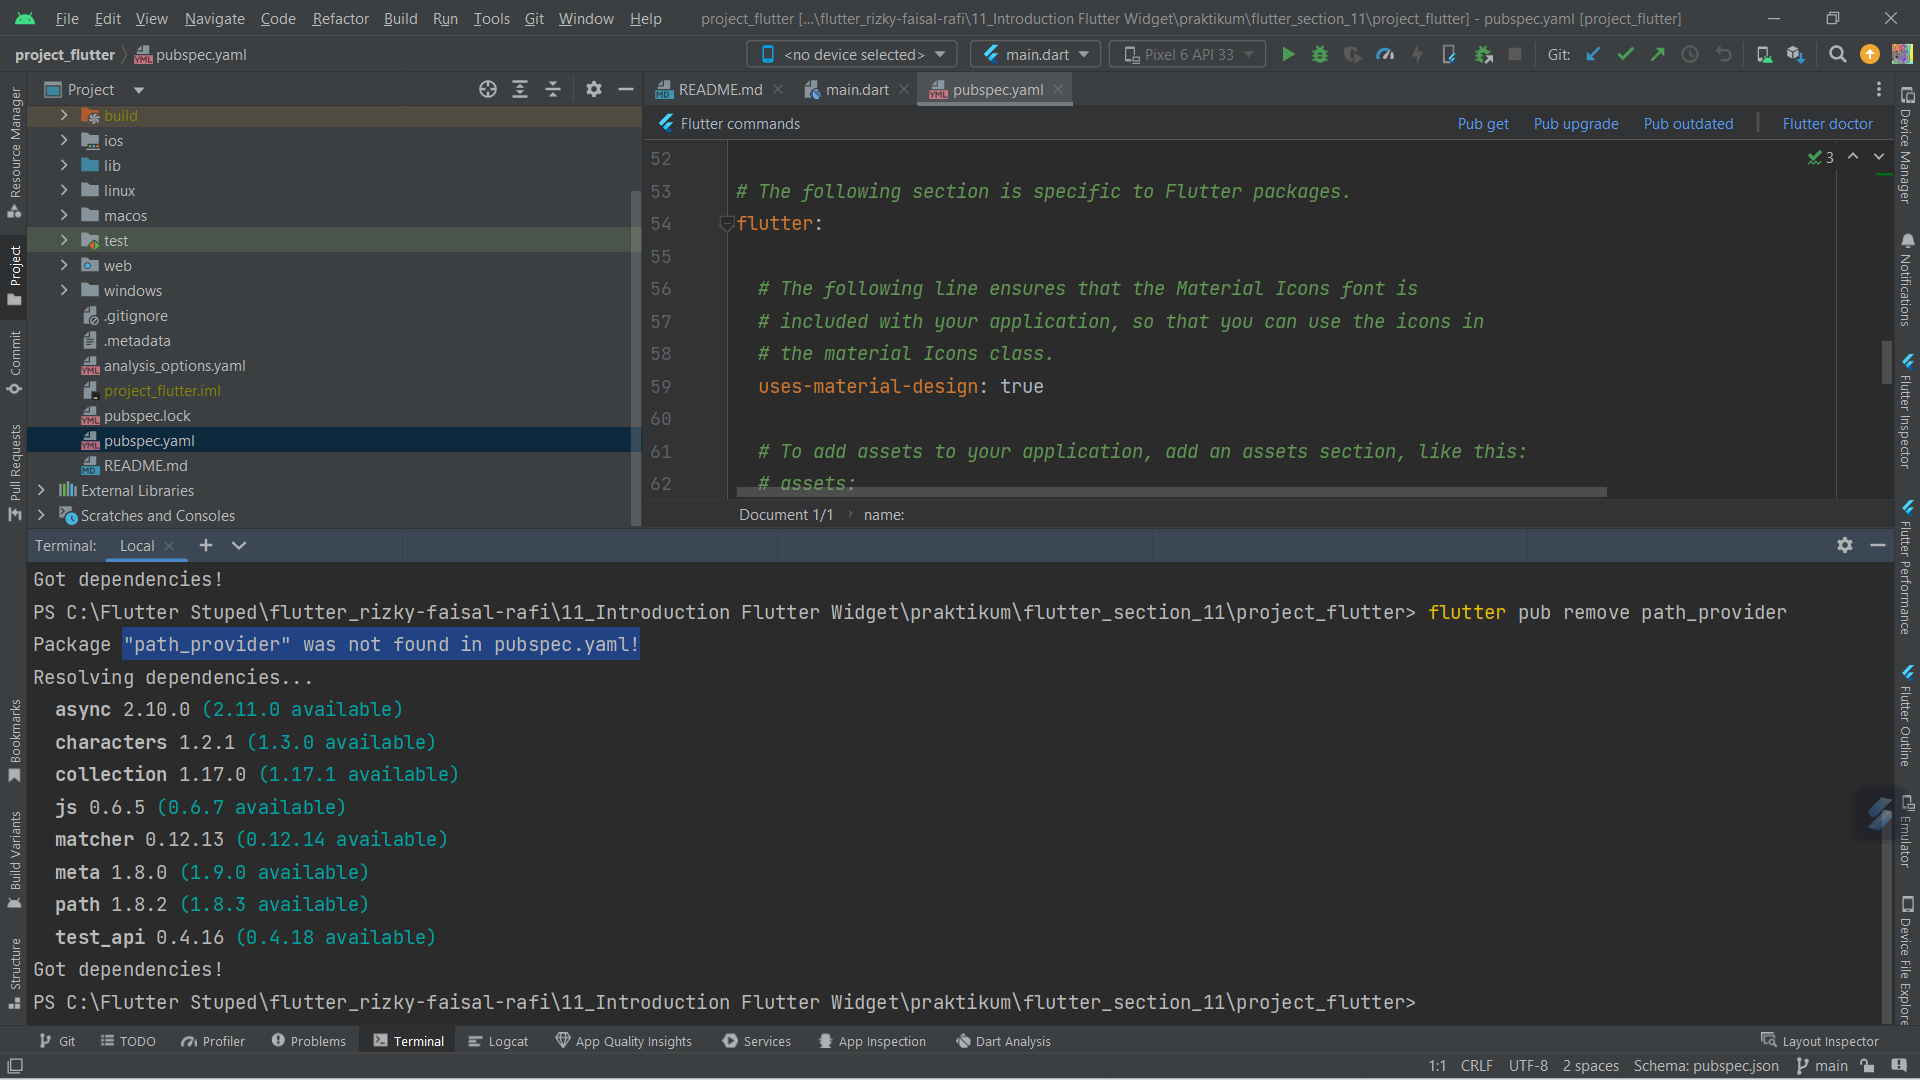 File Edit View Navigate Code Refactor Build Run Tools Git Window Help project_flutter [...\flutter_rizky-faisal-rafi\11_Introduction Flutter Widget\praktikum\flutter_section_11\project_flutter] - pubspec.yaml [project_flutter]
project_flutter pubspec.yaml <no device selected> main.dart Pixel 6 API 33 Git:
Project
README.md main.dart pubspec.yaml
Flutter commands Pub get Pub upgrade Pub outdated Flutter doctor
build
ios
lib
linux
macos
test
web
windows
.gitignore
.metadata
analysis_options.yaml
project_flutter.iml
pubspec.lock
pubspec.yaml
README.md
External Libraries
Scratches and Consoles
3
52
53 # The following section is specific to Flutter packages.
54 flutter:
55
56 # The following line ensures that the Material Icons font is
57 # included with your application, so that you can use the icons in
58 # the material Icons class.
59 uses-material-design: true
60
61 # To add assets to your application, add an assets section, like this:
62 # assets:
Document 1/1 name:
Terminal: Local
Got dependencies!
PS C:\Flutter Stuped\flutter_rizky-faisal-rafi\11_Introduction Flutter Widget\praktikum\flutter_section_11\project_flutter> flutter pub remove path_provider
Package "path_provider" was not found in pubspec.yaml!
Resolving dependencies...
async 2.10.0 (2.11.0 available)
characters 1.2.1 (1.3.0 available)
collection 1.17.0 (1.17.1 available)
js 0.6.5 (0.6.7 available)
matcher 0.12.13 (0.12.14 available)
meta 1.8.0 (1.9.0 available)
path 1.8.2 (1.8.3 available)
test_api 0.4.16 (0.4.18 available)
Got dependencies!
PS C:\Flutter Stuped\flutter_rizky-faisal-rafi\11_Introduction Flutter Widget\praktikum\flutter_section_11\project_flutter>
Git TODO Profiler Problems Terminal Logcat App Quality Insights Services App Inspection Dart Analysis Layout Inspector
1:1 CRLF UTF-8 2 spaces Schema: pubspec.json main
Resource Manager
Project
Commit
Pull Requests
Bookmarks
Build Variants
Structure
Device Manager
Notifications
Flutter Inspector
Flutter Performance
Flutter Outline
Emulator
Device File Explore